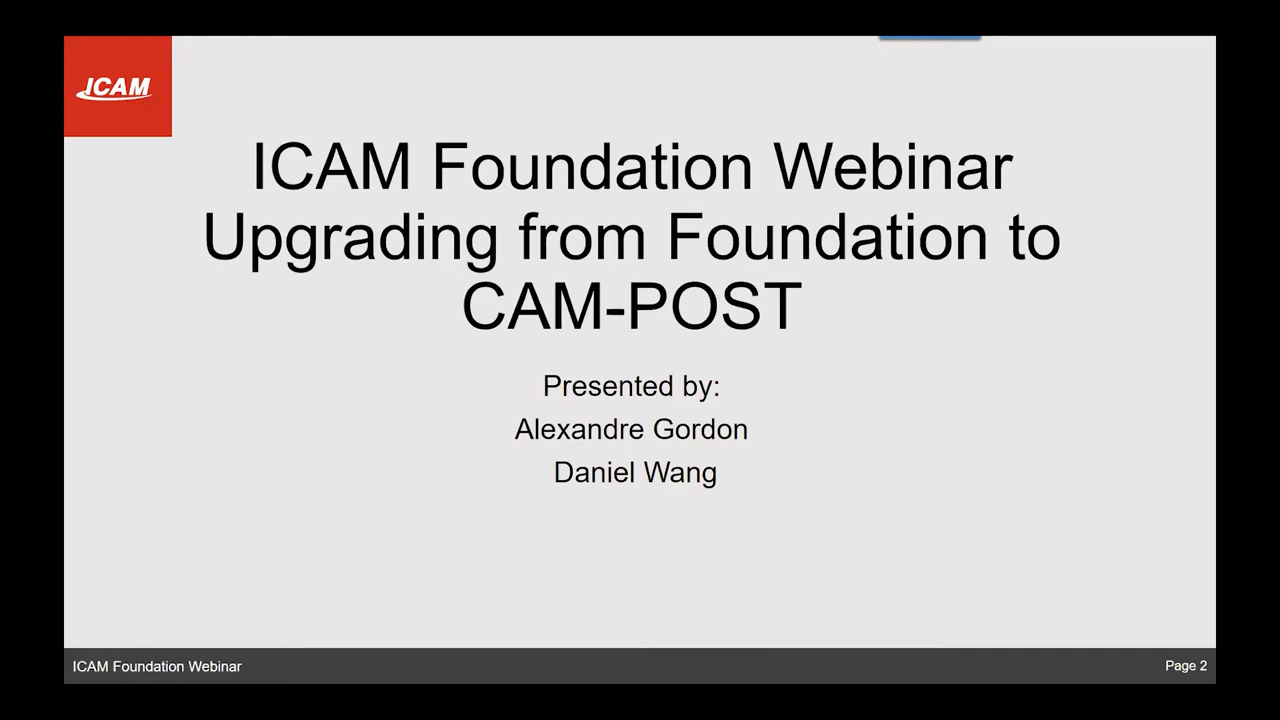 ICAM
ICAM Foundation Webinar
Upgrading from Foundation to
CAM-POST
Presented by:
Alexandre Gordon
Daniel Wang
ICAM Foundation Webinar
Page 2